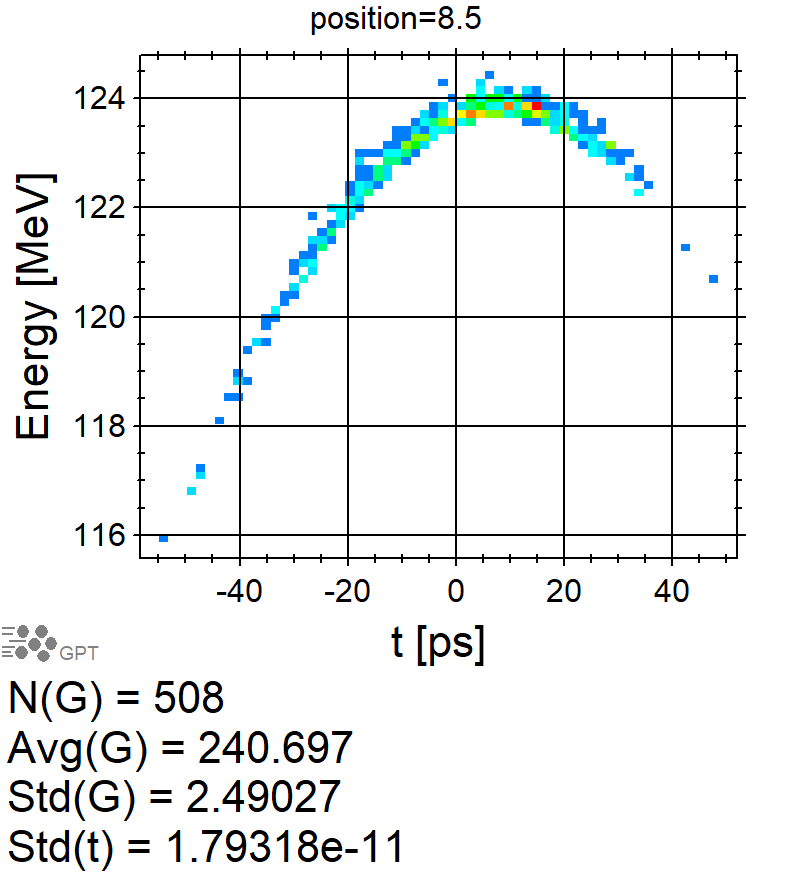 position=8.5
Energy [MeV]
124
122
120
118
116
-40 -20 0 20 40
t [ps]
GPT
N(G) = 508
Avg(G) = 240.697
Std(G) = 2.49027
Std(t) = 1.79318e-11